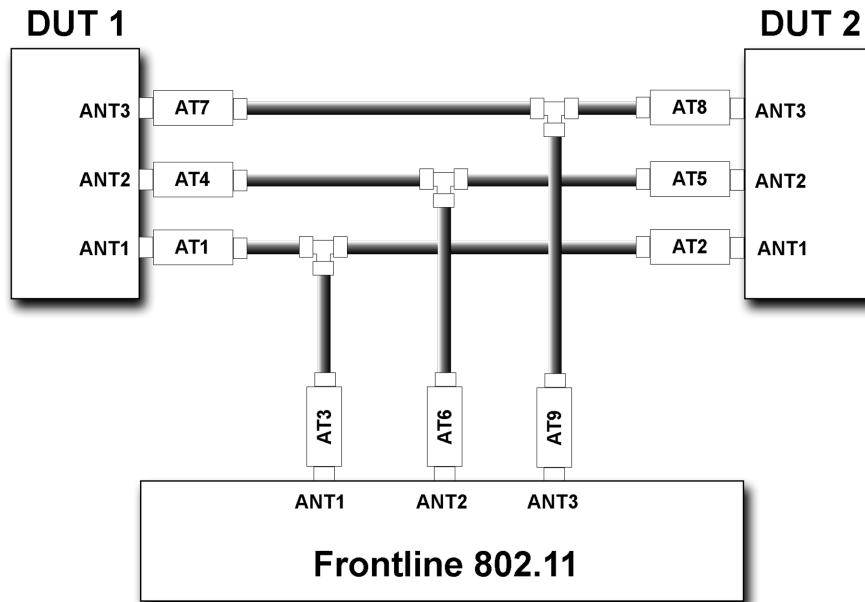 DUT 1
DUT 2
ANT3 AT7 AT8 ANT3
ANT2 AT4 AT5 ANT2
ANT1 AT1 AT2 ANT1
AT3 AT6 AT9
ANT1 ANT2 ANT3
Frontline 802.11